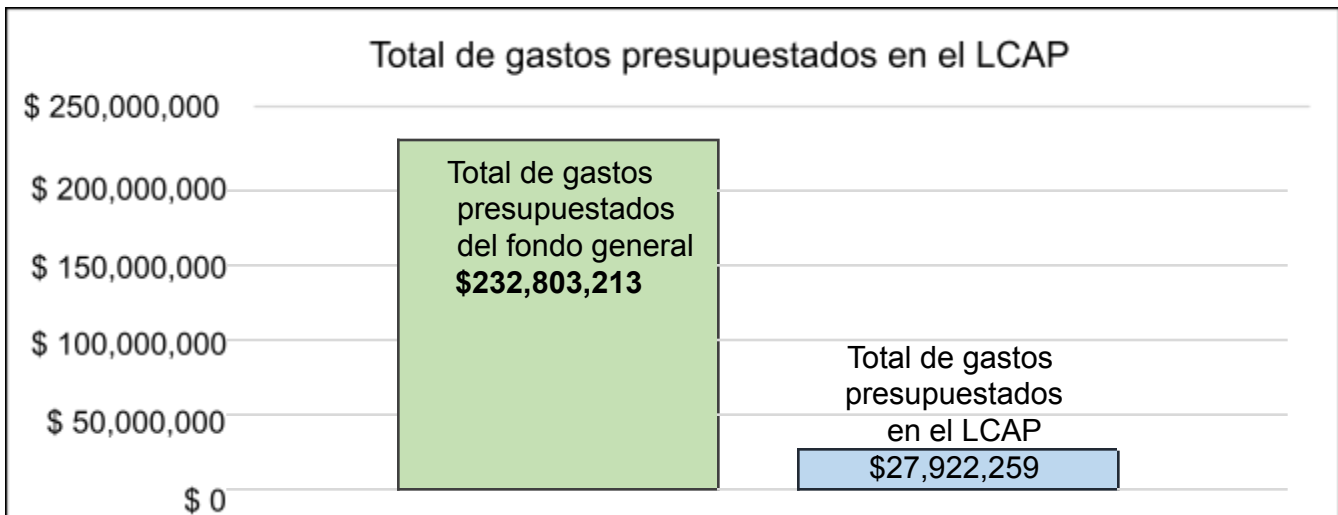 Total de gastos presupuestados en el LCAP
$ 250,000,000
$ 200,000,000
$ 150,000,000
$ 100,000,000
$ 50,000,000
$ 0
Total de gastos
presupuestados
del fondo general
$232,803,213
Total de gastos
presupuestados
en el LCAP
$27,922,259